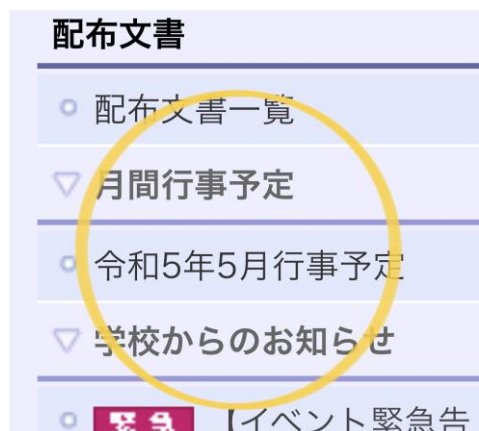 配布文書
配布文書一覧
月間行事予定
令和5年5月行事予定
学校からのお知らせ
緊急 【イベント緊急告